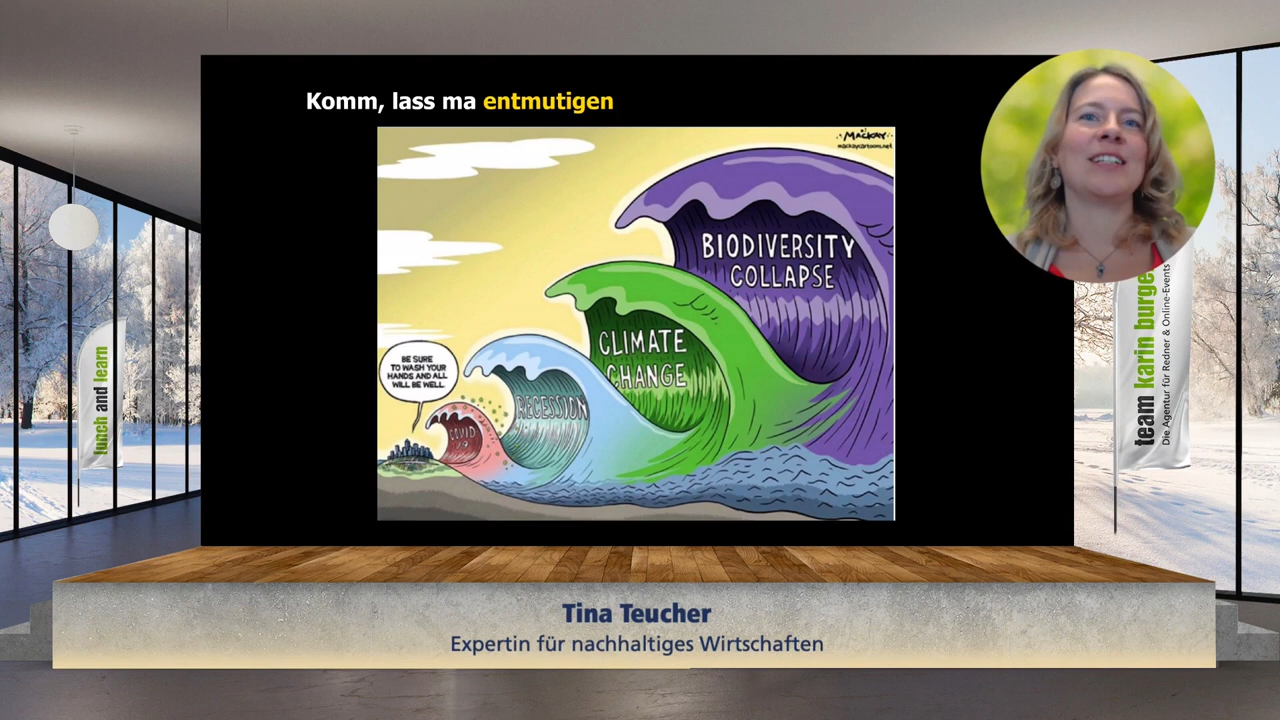 Komm, lass ma entmutigen
MACKAY
mackaycartoons.net
BIODIVERSITY
COLLAPSE
CLIMATE
CHANGE
BE SURE
TO WASH YOUR
HANDS AND ALL
WILL BE WELL.
RECESSION
COVID
19
lunch and learn
team karin burge
Die Agentur für Redner & Online-Events
Tina Teucher
Expertin für nachhaltiges Wirtschaften